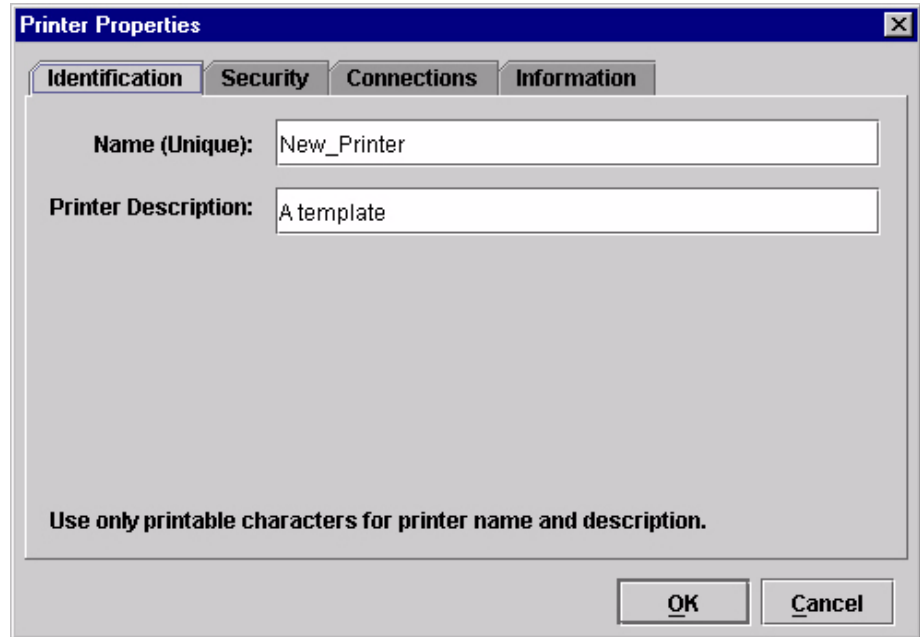 Printer Properties
Identification Security Connections Information
Name (Unique): New_Printer
Printer Description: A template
Use only printable characters for printer name and description.
OK Cancel